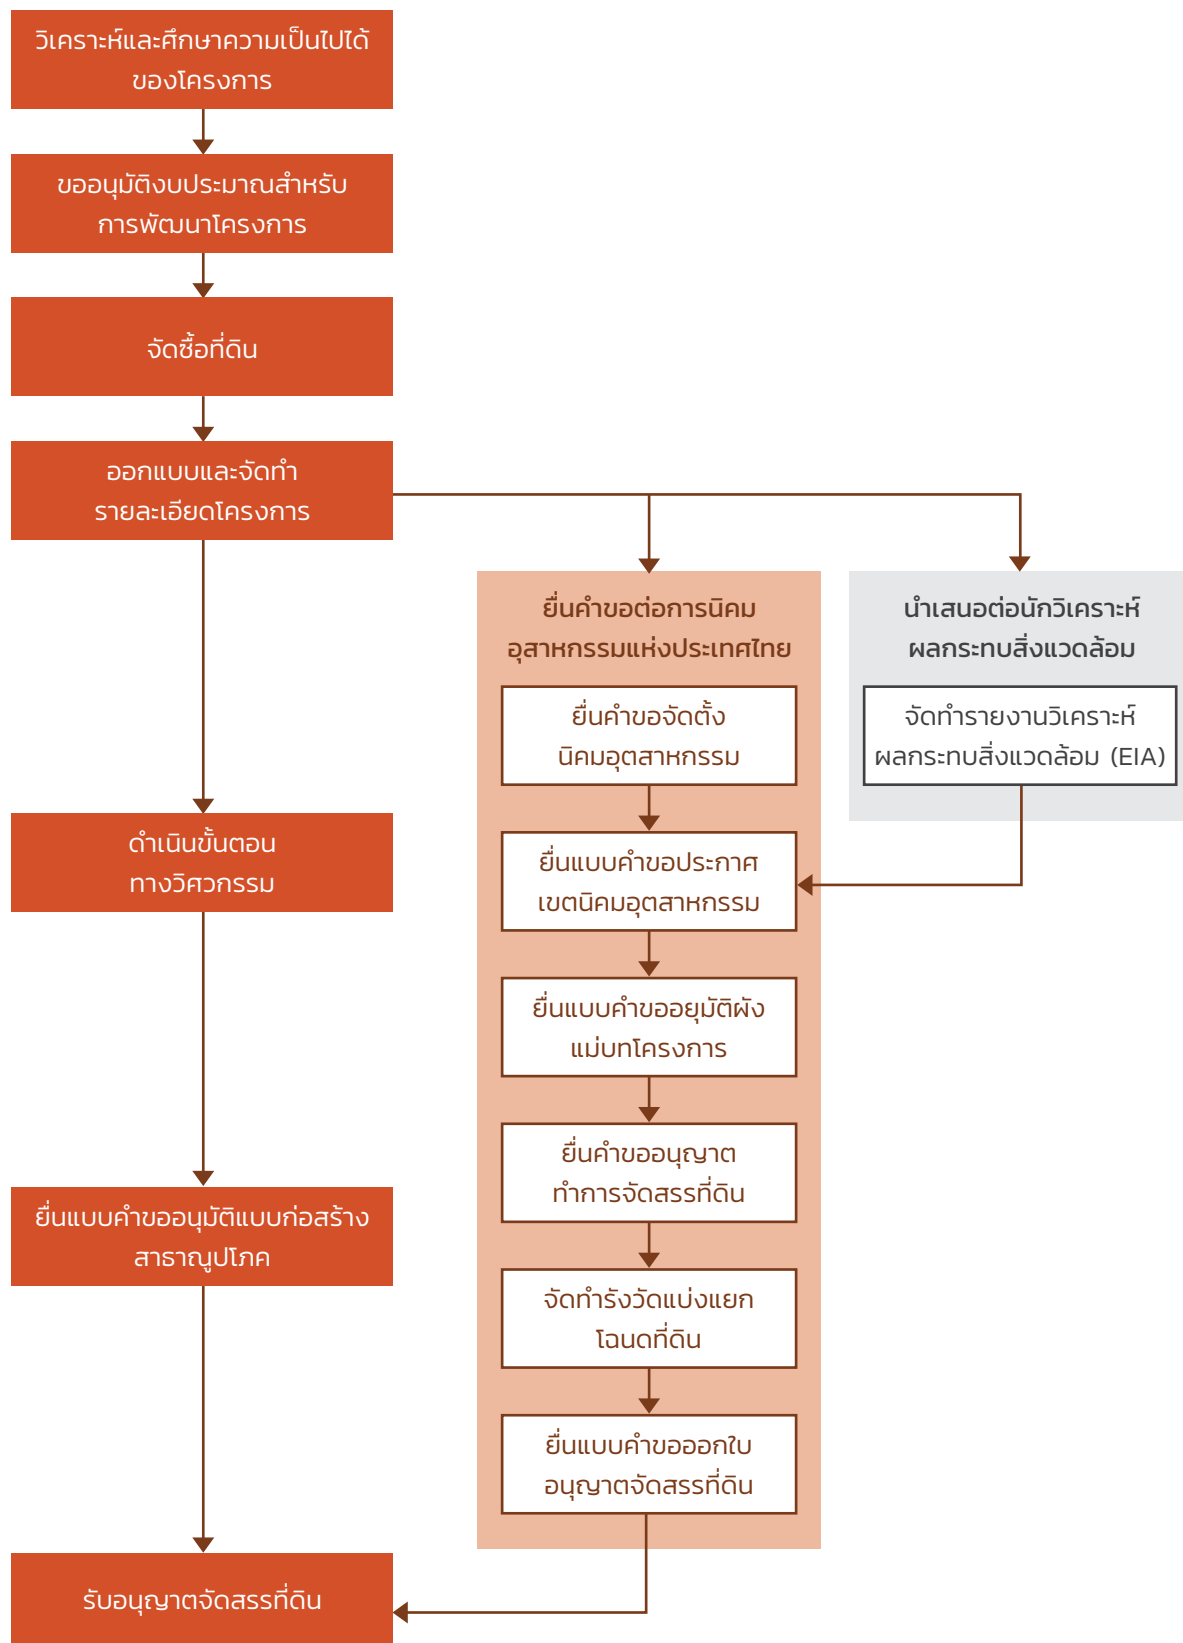 วิเคราะห์และศึกษาความเป็นไปได้
ของโครงการ
ขออนุมัติงบประมาณสำหรับ
การพัฒนาโครงการ
จัดซื้อที่ดิน
ออกแบบและจัดทำ
รายละเอียดโครงการ
ดำเนินขั้นตอน
ทางวิศวกรรม
ยื่นแบบคำขออนุมัติแบบก่อสร้าง
สาธาณูปโภค
รับอนุญาตจัดสรรที่ดิน
ยื่นคำขอต่อการนิคม
อุสาหกรรมแห่งประเทศไทย
ยื่นคำขอจัดตั้ง
นิคมอุตสาหกรรม
ยื่นแบบคำขอประกาศ
เขตนิคมอุตสาหกรรม
ยื่นแบบคำขออยุมัติผัง
แม่บทโครงการ
ยื่นคำขออนุญาต
ทำการจัดสรรที่ดิน
จัดทำรังวัดแบ่งแยก
โฉนดที่ดิน
ยื่นแบบคำขอออกใบ
อนุญาตจัดสรรที่ดิน
นำเสนอต่อนักวิเคราะห์
ผลกระทบสิ่งแวดล้อม
จัดทำรายงานวิเคราะห์
ผลกระทบสิ่งแวดล้อม (EIA)